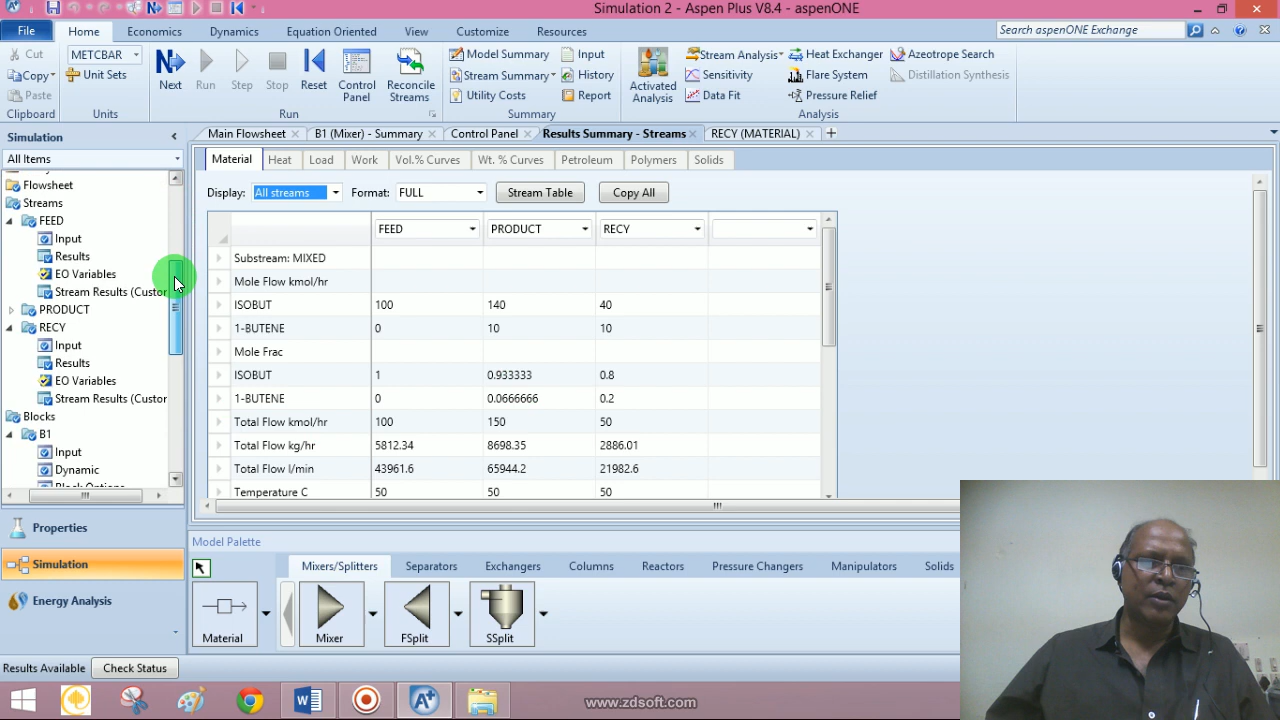 Simulation 2 - Aspen Plus V8.4 - aspenONE
File Home Economics Dynamics Equation Oriented View Customize Resources Search aspenONE Exchange
Cut METCBAR Model Summary Input Stream Analysis Heat Exchanger Azeotrope Search
Copy Unit Sets Next Run Step Stop Reset Control Panel Reconcile Streams Stream Summary History Activated Analysis Sensitivity Flare System Distillation Synthesis
Paste Utility Costs Report Data Fit Pressure Relief
Clipboard Units Run Summary Analysis
Simulation Main Flowsheet B1 (Mixer) - Summary Control Panel Results Summary - Streams RECY (MATERIAL)
All Items Material Heat Load Work Vol.% Curves Wt. % Curves Petroleum Polymers Solids
Flowsheet
Streams
FEED
Input
Results
EO Variables
Stream Results (Custor
PRODUCT
RECY
Input
Results
EO Variables
Stream Results (Custor
Blocks
B1
Input
Dynamic
Block Options
Display: All streams Format: FULL Stream Table Copy All
FEED PRODUCT RECY
Substream: MIXED
Mole Flow kmol/hr
ISOBUT 100 140 40
1-BUTENE 0 10 10
Mole Frac
ISOBUT 1 0.933333 0.8
1-BUTENE 0 0.0666666 0.2
Total Flow kmol/hr 100 150 50
Total Flow kg/hr 5812.34 8698.35 2886.01
Total Flow l/min 43961.6 65944.2 21982.6
Temperature C 50 50 50
Properties
Simulation
Energy Analysis
Model Palette
Mixers/Splitters Separators Exchangers Columns Reactors Pressure Changers Manipulators Solids
Material Mixer FSplit SSplit
Results Available Check Status
www.zdsoft.com